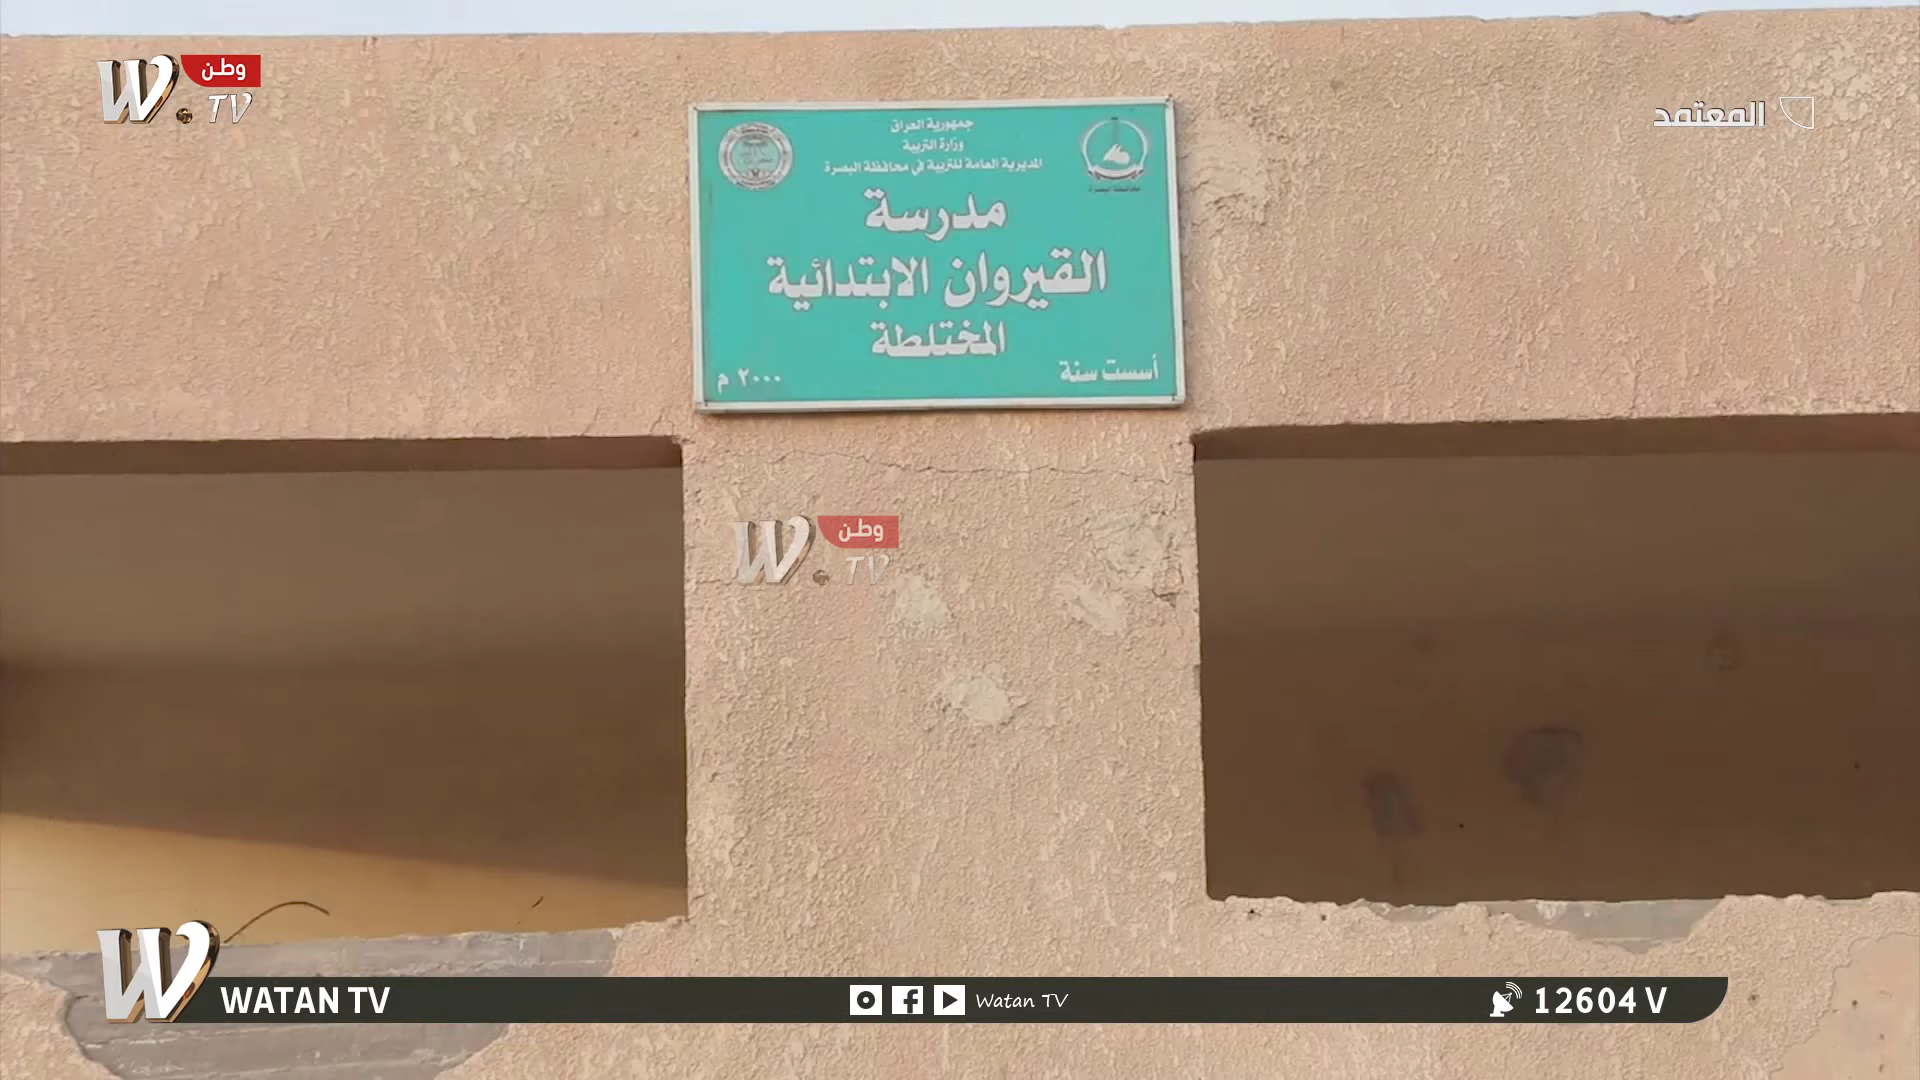 وطن
TV
المعتمد
جمهورية العراق
وزارة التربية
المديرية العامة للتربية في محافظة البصرة
مدرسة
القيروان الابتدائية
المختلطة
أسست سنة
٢٠٠٠ م
وطن
TV
WATAN TV
Watan TV
12604 V